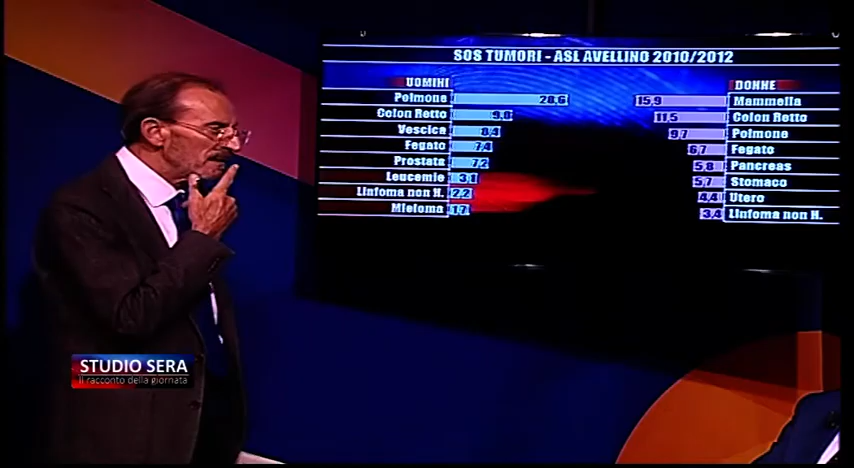 SOS TUMORI - ASL AVELLINO 2010/2012
UOMINI
Polmone 28,6
Colon Retto 9,0
Vescica 8,4
Fegato 7,4
Prostata 7,2
Leucemie 3,1
Linfoma non H. 2,2
Mieloma 1,7
DONNE
15,9 Mammella
11,5 Colon Retto
9,7 Polmone
6,7 Fegato
5,8 Pancreas
5,7 Stomaco
4,4 Utero
3,4 Linfoma non H.
STUDIO SERA
Il racconto della giornata